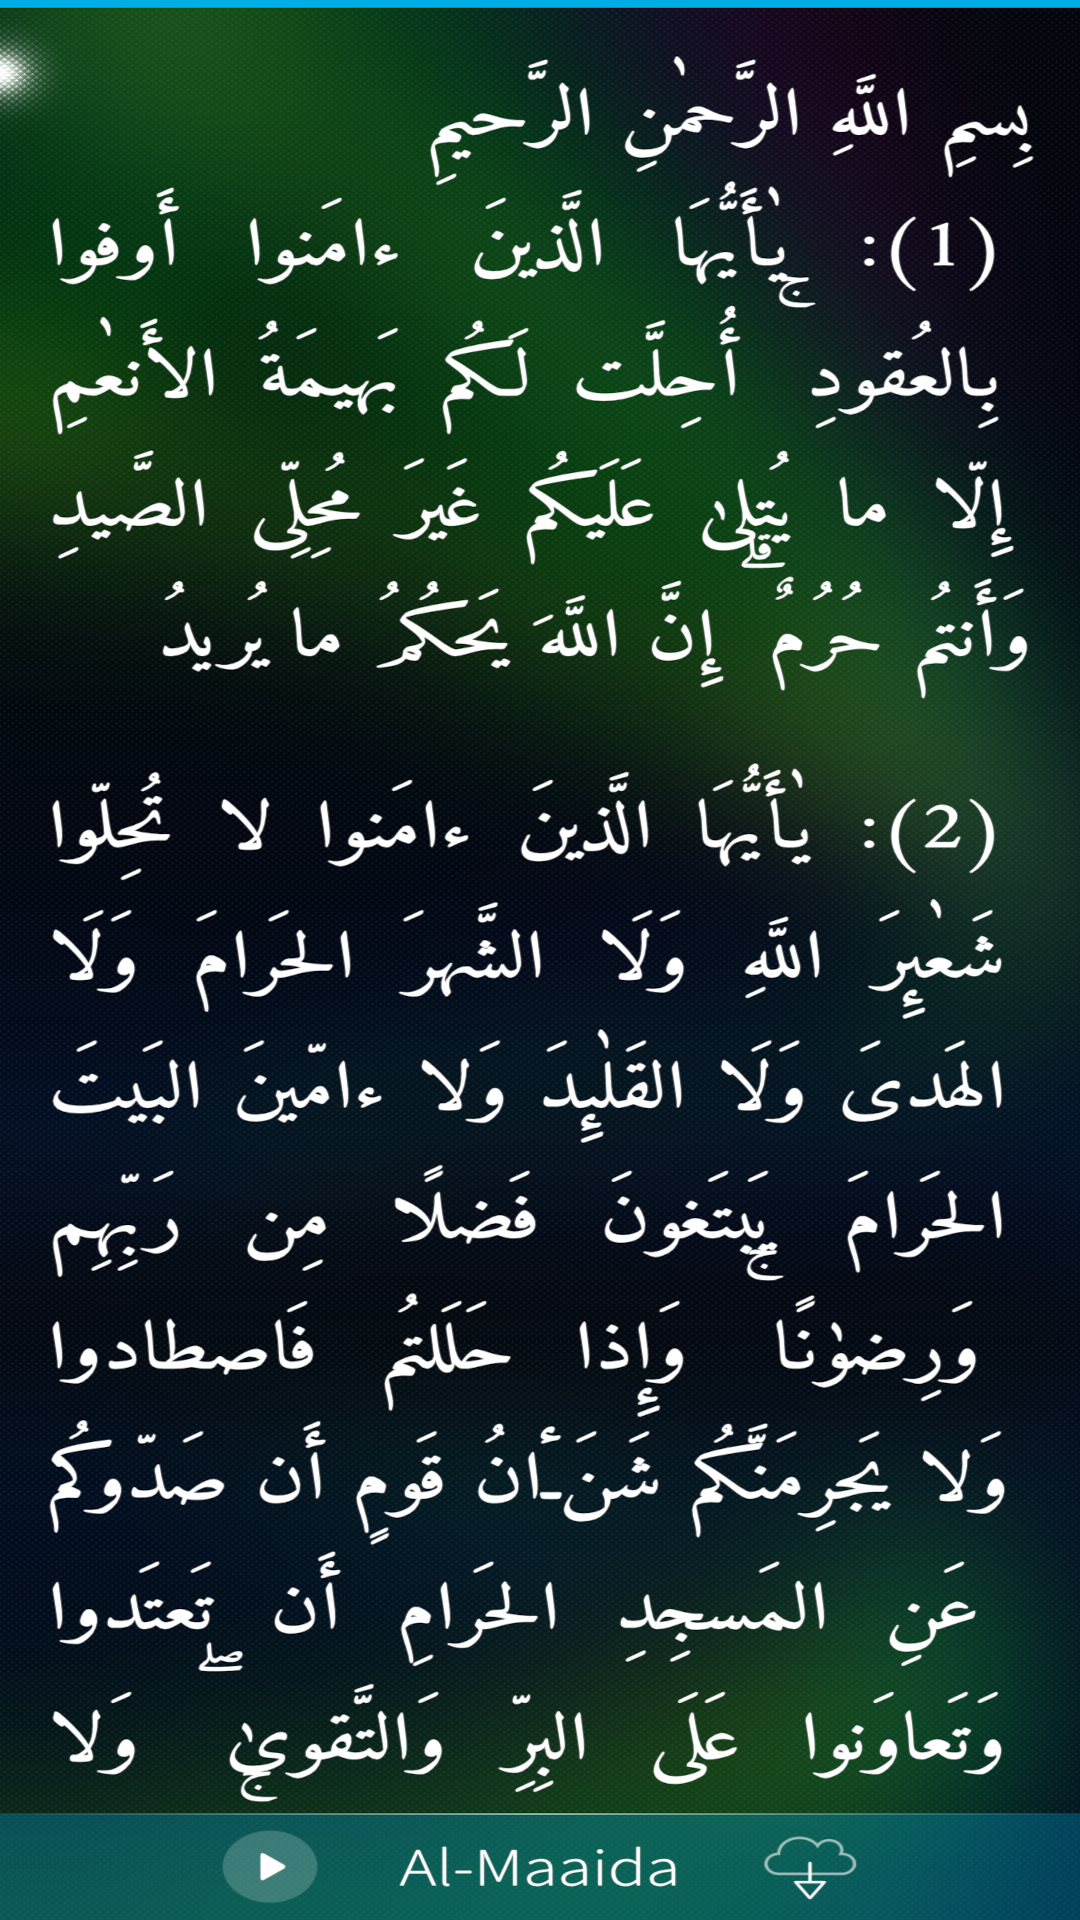 بِسمِ اللَّهِ الرَّحمٰنِ الرَّحيمِ
(1): يٰأَيُّهَا الَّذينَ ءامَنوا أَوفوا
بِالعُقودِ ۚ أُحِلَّت لَكُم بَهيمَةُ الأَنعٰمِ
إِلّا ما يُتلىٰ عَلَيكُم غَيرَ مُحِلِّى الصَّيدِ
وَأَنتُم حُرُمٌ ۗ إِنَّ اللَّهَ يَحكُمُ ما يُريدُ
(2): يٰأَيُّهَا الَّذينَ ءامَنوا لا تُحِلّوا
شَعٰئِرَ اللَّهِ وَلَا الشَّهرَ الحَرامَ وَلَا
الهَدىَ وَلَا القَلٰئِدَ وَلا ءامّينَ البَيتَ
الحَرامَ يَبتَغونَ فَضلًا مِن رَبِّهِم
وَرِضوٰنًا ۚ وَإِذا حَلَلتُم فَاصطادوا ۚ
وَلا يَجرِمَنَّكُم شَنَـٔانُ قَومٍ أَن صَدّوكُم
عَنِ المَسجِدِ الحَرامِ أَن تَعتَدوا ۘ
وَتَعاوَنوا عَلَى البِرِّ وَالتَّقوىٰ ۖ وَلا
Al-Maaida